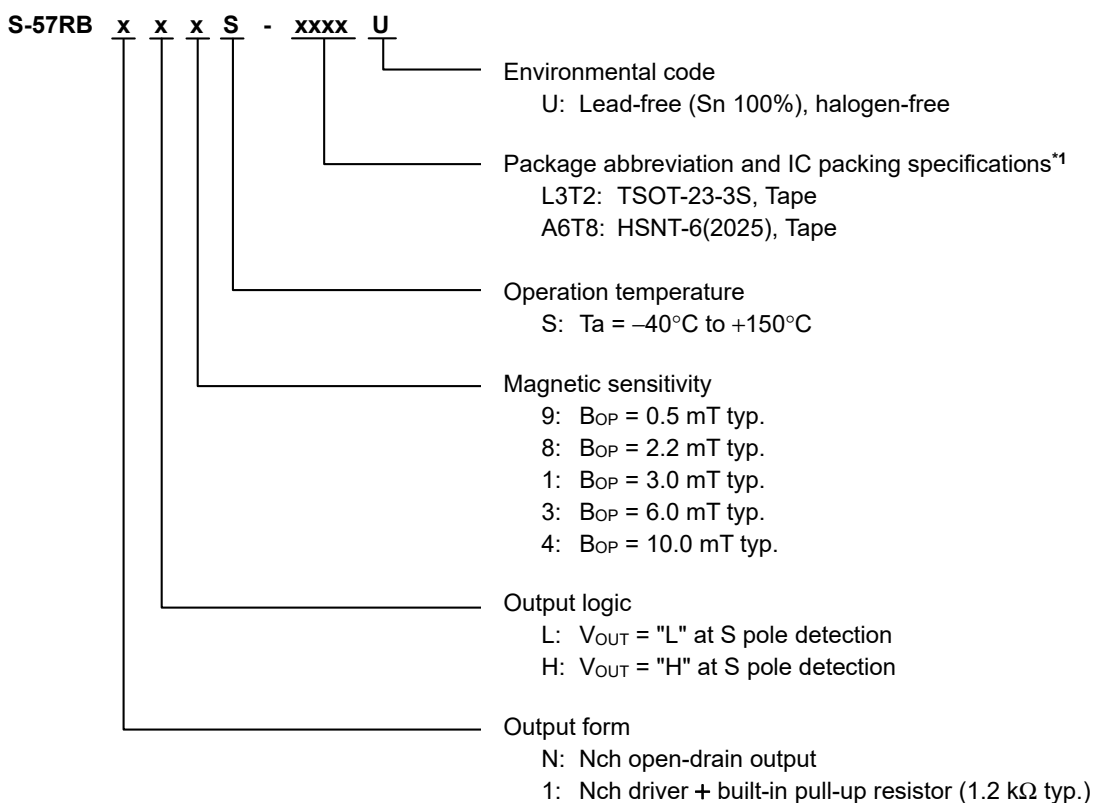 S-57RB x x x S - xxxx U
Environmental code
U: Lead-free (Sn 100%), halogen-free
Package abbreviation and IC packing specifications*1
L3T2: TSOT-23-3S, Tape
A6T8: HSNT-6(2025), Tape
Operation temperature
S: Ta = −40°C to +150°C
Magnetic sensitivity
9: BOP = 0.5 mT typ.
8: BOP = 2.2 mT typ.
1: BOP = 3.0 mT typ.
3: BOP = 6.0 mT typ.
4: BOP = 10.0 mT typ.
Output logic
L: VOUT = "L" at S pole detection
H: VOUT = "H" at S pole detection
Output form
N: Nch open-drain output
1: Nch driver + built-in pull-up resistor (1.2 kΩ typ.)